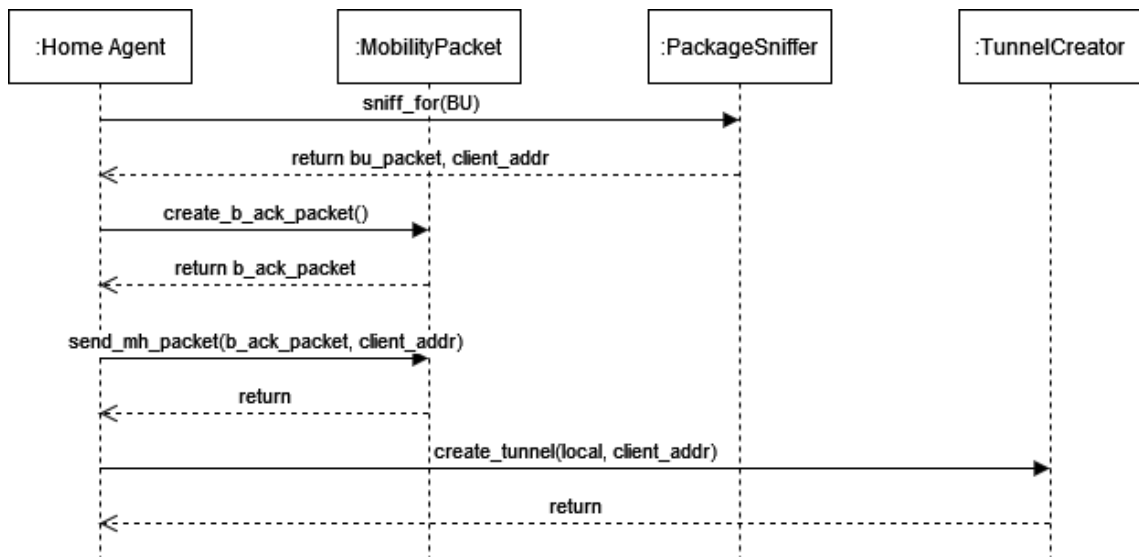 :Home Agent
:MobilityPacket
:PackageSniffer
:TunnelCreator
sniff_for(BU)
return bu_packet, client_addr
create_b_ack_packet()
return b_ack_packet
send_mh_packet(b_ack_packet, client_addr)
return
create_tunnel(local, client_addr)
return